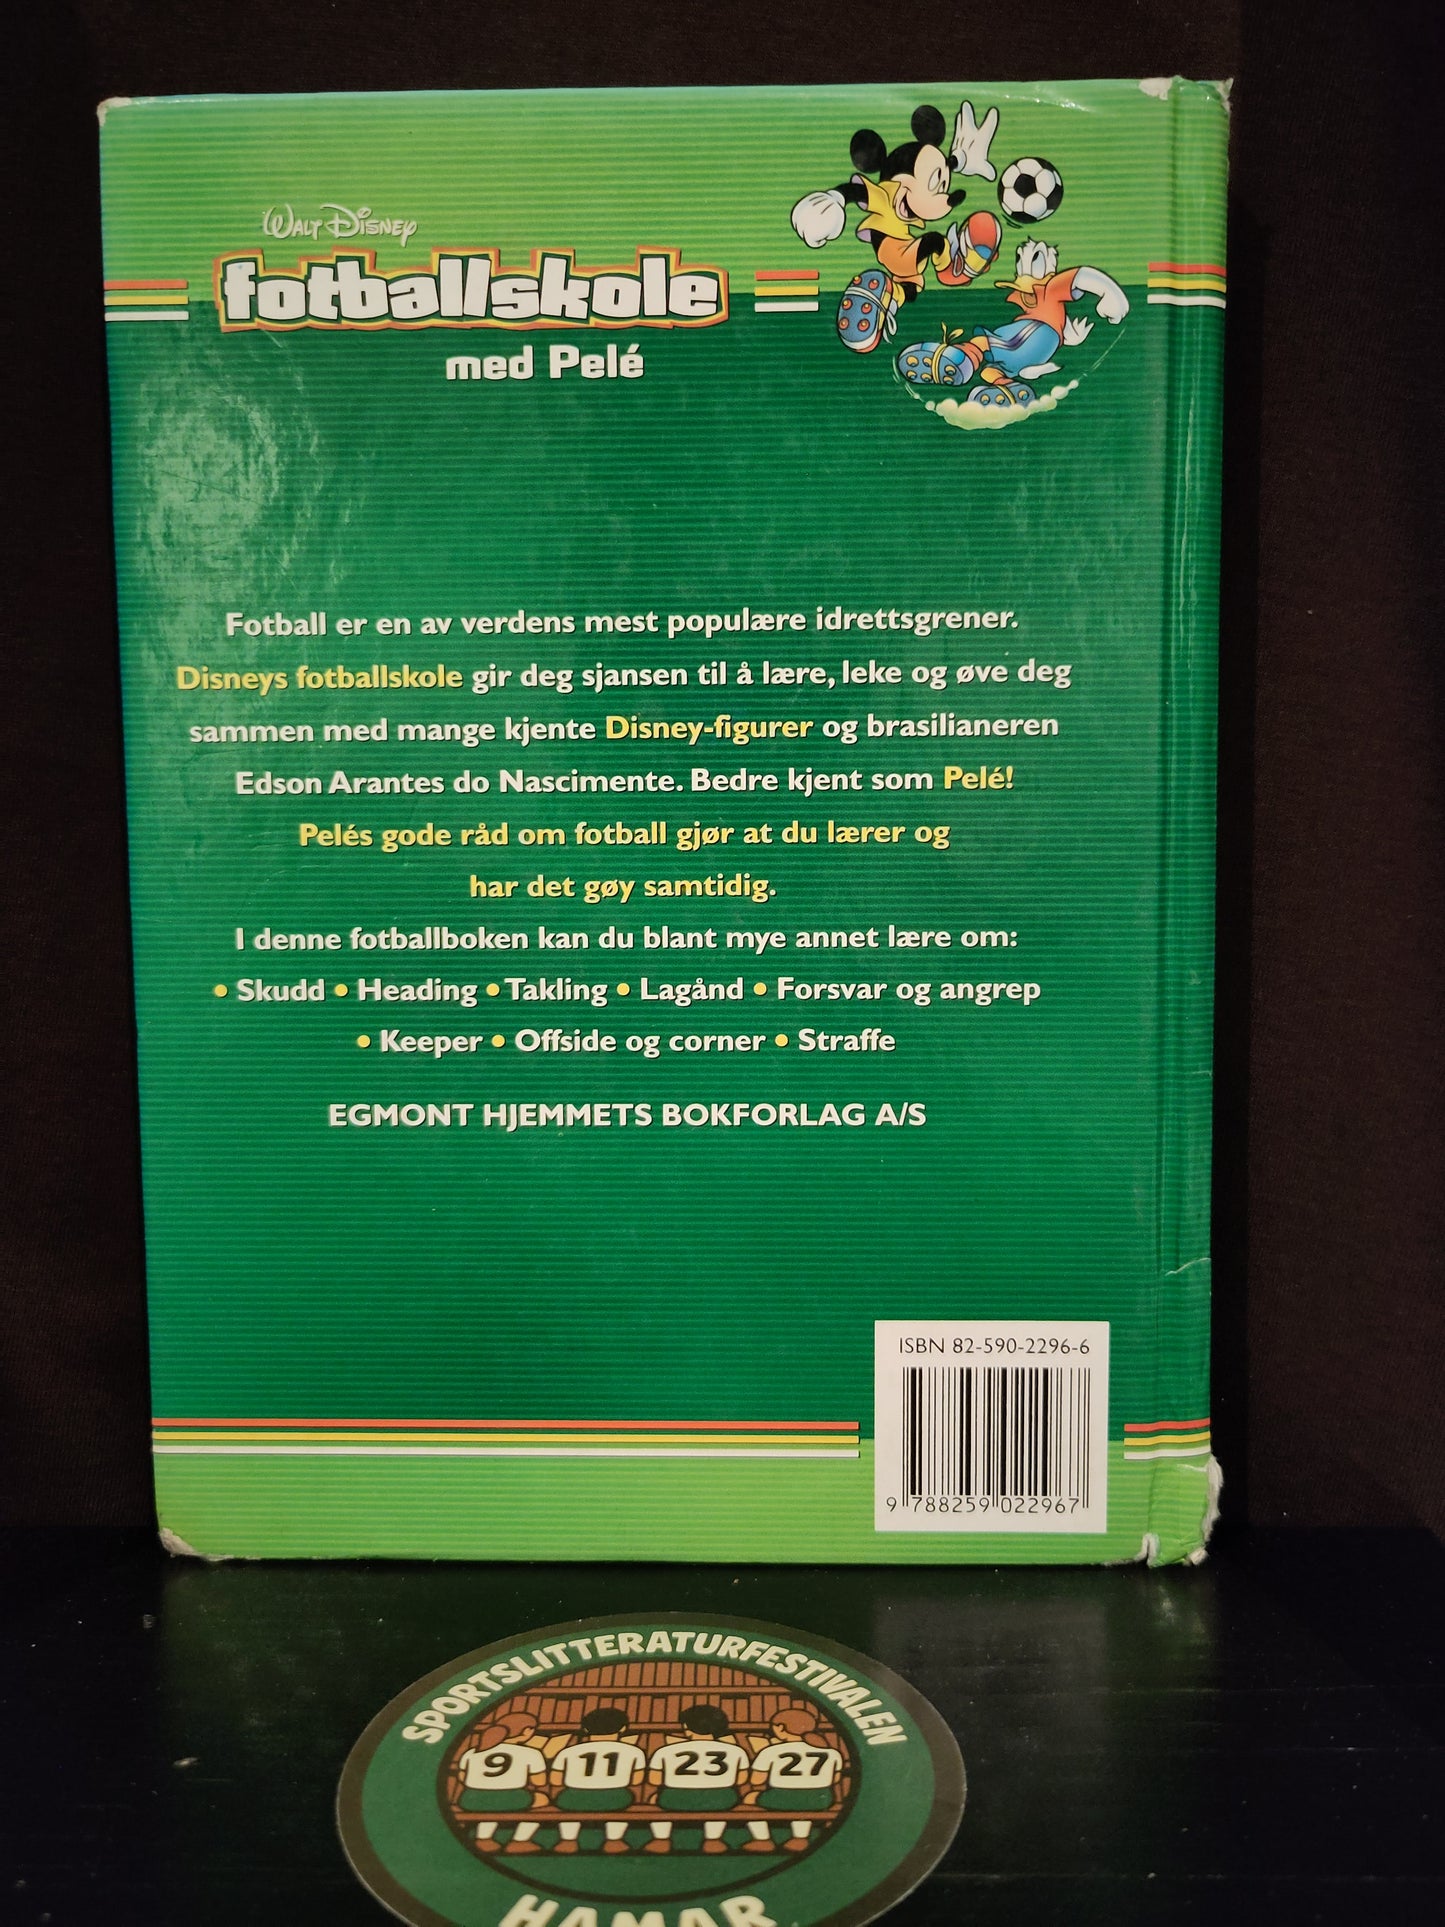 WALT DISNEY
fotballskole
med Pelé
Fotball er en av verdens mest populære idrettsgrener.
Disneys fotballskole gir deg sjansen til å lære, leke og øve deg
sammen med mange kjente Disney-figurer og brasilianeren
Edson Arantes do Nascimente. Bedre kjent som Pelé!
Pelés gode råd om fotball gjør at du lærer og
har det gøy samtidig.
I denne fotballboken kan du blant mye annet lære om:
• Skudd • Heading • Takling • Lagånd • Forsvar og angrep
• Keeper • Offside og corner • Straffe
EGMONT HJEMMETS BOKFORLAG A/S
ISBN 82-590-2296-6
9 788259 022967
SPORTSLITTERATURFESTIVALEN
9 11 23 27
HAMAR